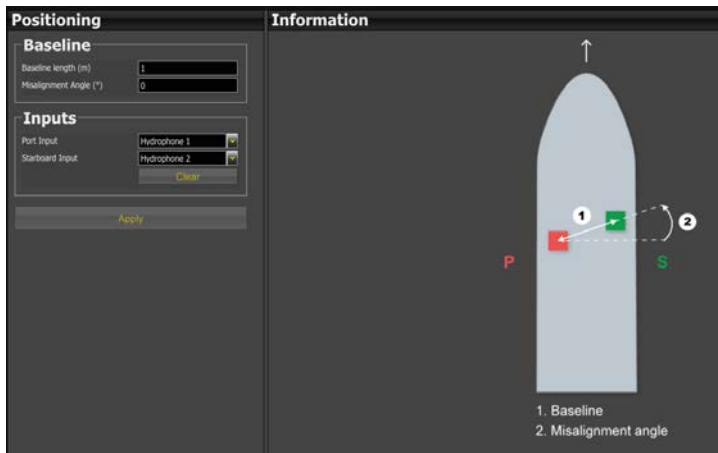 Positioning
Baseline
Baseline length (m) 1
Misalignment Angle (°) 0
Inputs
Port Input Hydrophone 1
Starboard Input Hydrophone 2
Clear
Apply
Information
1
2
P
S
1. Baseline
2. Misalignment angle